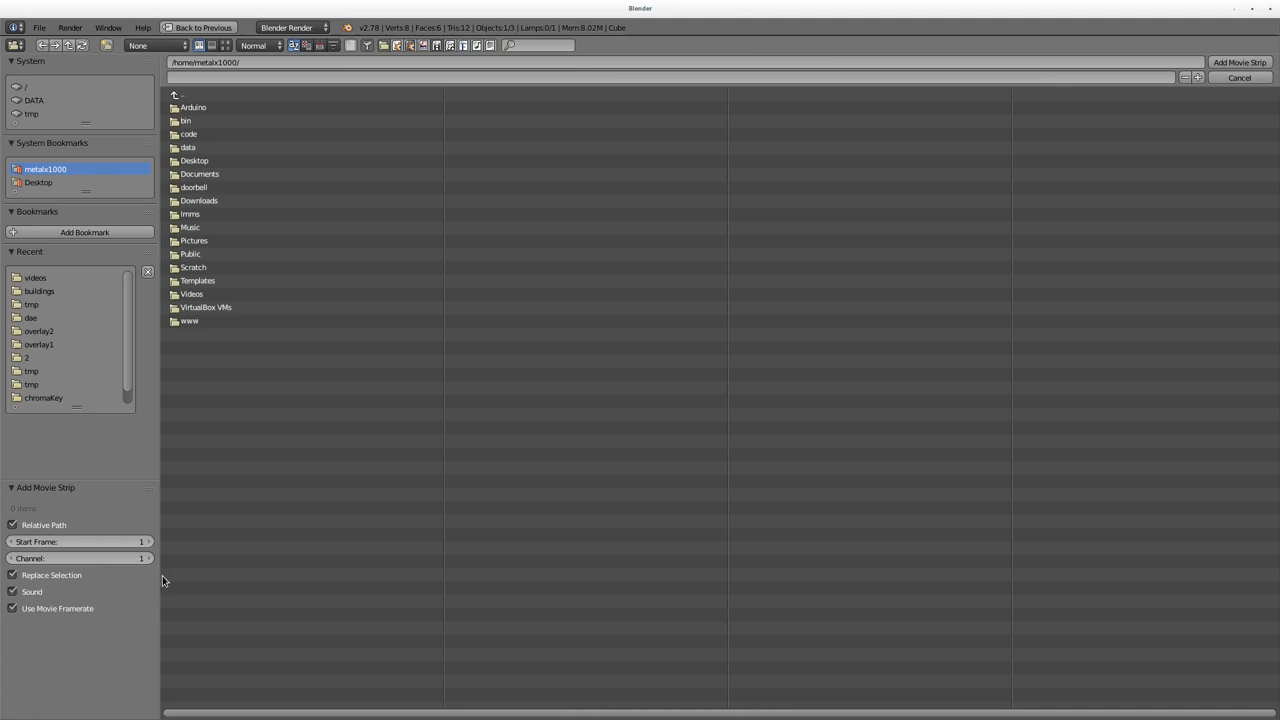 Blender
File Render Window Help Back to Previous Blender Render v2.78 | Verts:8 | Faces:6 | Tris:12 | Objects:1/3 | Lamps:0/1 | Mem:8.02M | Cube
None Normal
System
/
DATA
tmp
System Bookmarks
metalx1000
Desktop
Bookmarks
Add Bookmark
Recent
videos
buildings
tmp
dae
overlay2
overlay1
2
tmp
tmp
chromaKey
Add Movie Strip
0 items
Relative Path
Start Frame: 1
Channel: 1
Replace Selection
Sound
Use Movie Framerate
/home/metalx1000/ Add Movie Strip
Cancel
..
Arduino
bin
code
data
Desktop
Documents
doorbell
Downloads
lmms
Music
Pictures
Public
Scratch
Templates
Videos
VirtualBox VMs
www